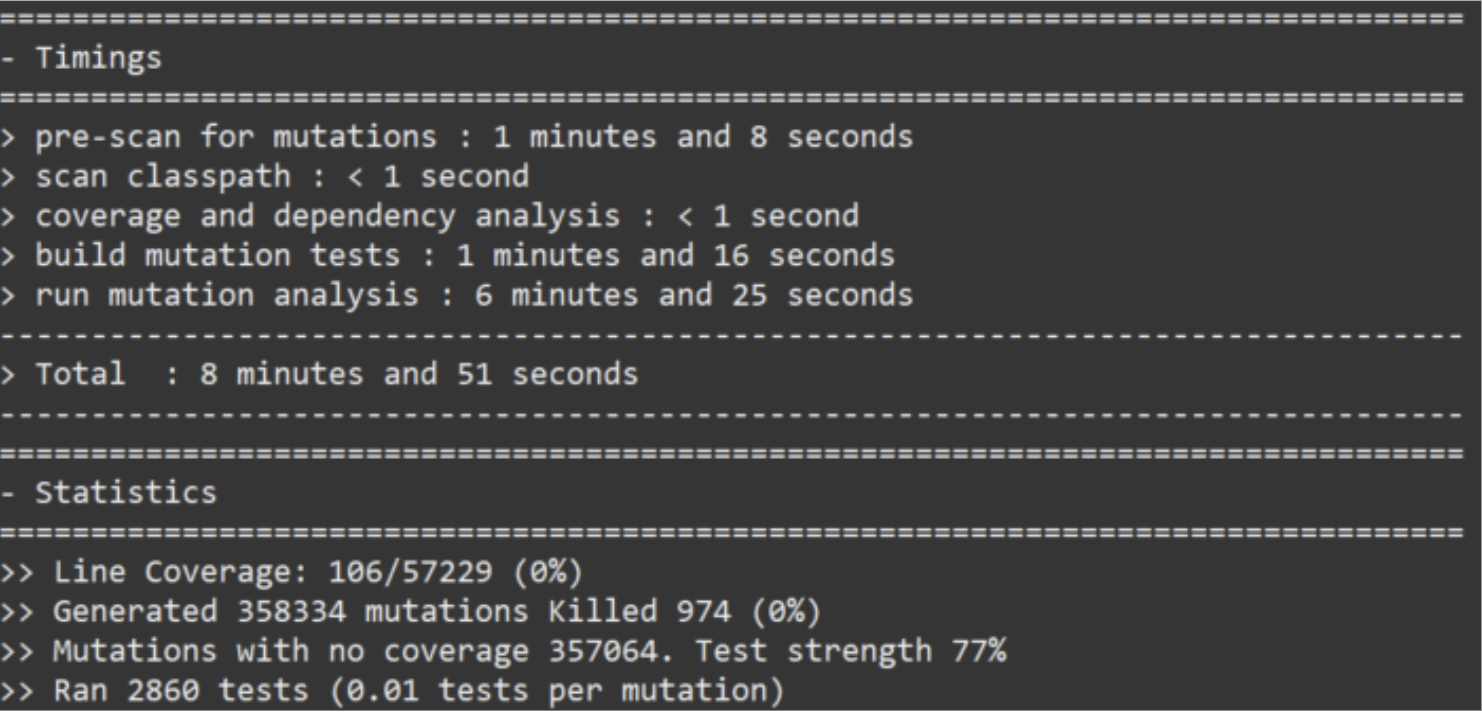 ================================================================================
- Timings
================================================================================
> pre-scan for mutations : 1 minutes and 8 seconds
> scan classpath : < 1 second
> coverage and dependency analysis : < 1 second
> build mutation tests : 1 minutes and 16 seconds
> run mutation analysis : 6 minutes and 25 seconds
--------------------------------------------------------------------------------
> Total  : 8 minutes and 51 seconds
--------------------------------------------------------------------------------
================================================================================
- Statistics
================================================================================
>> Line Coverage: 106/57229 (0%)
>> Generated 358334 mutations Killed 974 (0%)
>> Mutations with no coverage 357064. Test strength 77%
>> Ran 2860 tests (0.01 tests per mutation)